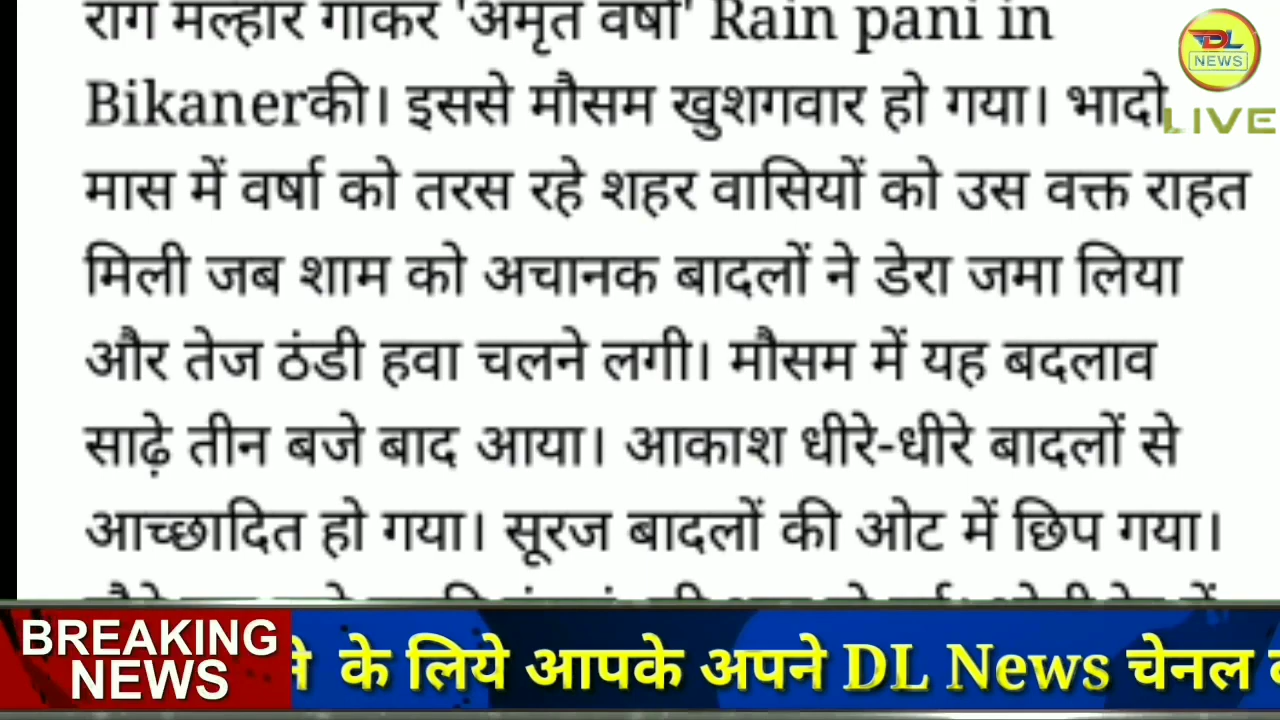 राग मल्हार गाकर 'अमृत वर्षा' Rain pani in
Bikanerकी। इससे मौसम खुशगवार हो गया। भादो
मास में वर्षा को तरस रहे शहर वासियों को उस वक्त राहत
मिली जब शाम को अचानक बादलों ने डेरा जमा लिया
और तेज ठंडी हवा चलने लगी। मौसम में यह बदलाव
साढ़े तीन बजे बाद आया। आकाश धीरे-धीरे बादलों से
आच्छादित हो गया। सूरज बादलों की ओट में छिप गया।
DL
NEWS
LIVE
BREAKING
NEWS
के लिये आपके अपने DL News चेनल